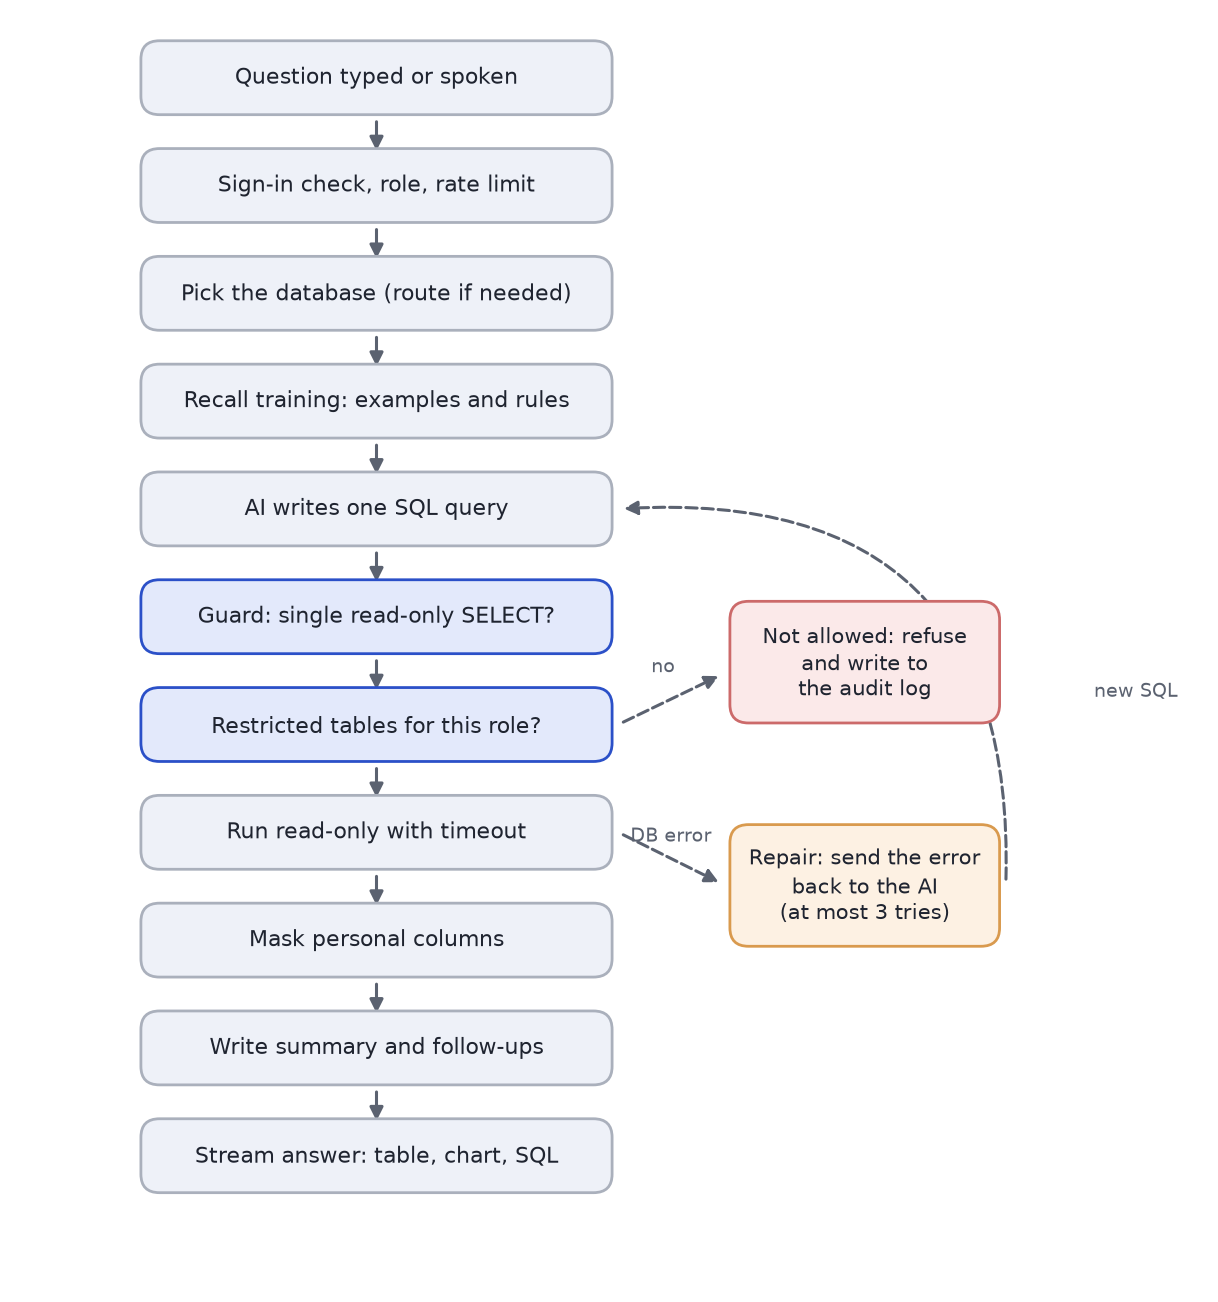 Question typed or spoken
Sign-in check, role, rate limit
Pick the database (route if needed)
Recall training: examples and rules
AI writes one SQL query
Guard: single read-only SELECT?
Restricted tables for this role?
no
Not allowed: refuse
and write to
the audit log
new SQL
Run read-only with timeout
DB error
Repair: send the error
back to the AI
(at most 3 tries)
Mask personal columns
Write summary and follow-ups
Stream answer: table, chart, SQL